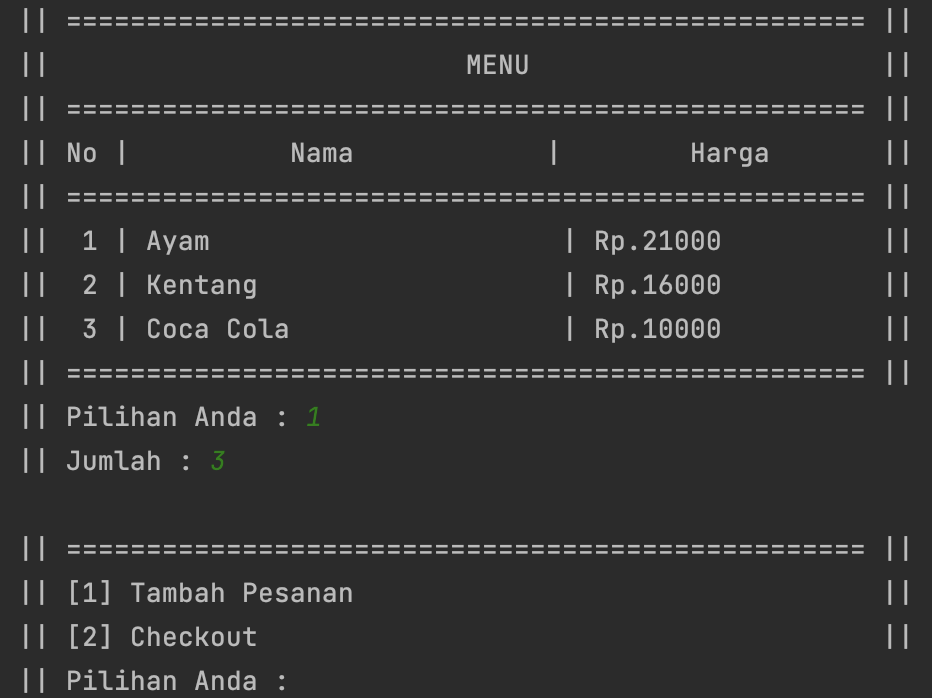 || ================================================== ||
||                          MENU                      ||
|| ================================================== ||
|| No |          Nama            |        Harga       ||
|| ================================================== ||
||  1 | Ayam                      | Rp.21000          ||
||  2 | Kentang                   | Rp.16000          ||
||  3 | Coca Cola                 | Rp.10000          ||
|| ================================================== ||
|| Pilihan Anda : 1
|| Jumlah : 3

|| ================================================== ||
|| [1] Tambah Pesanan                                 ||
|| [2] Checkout                                       ||
|| Pilihan Anda :